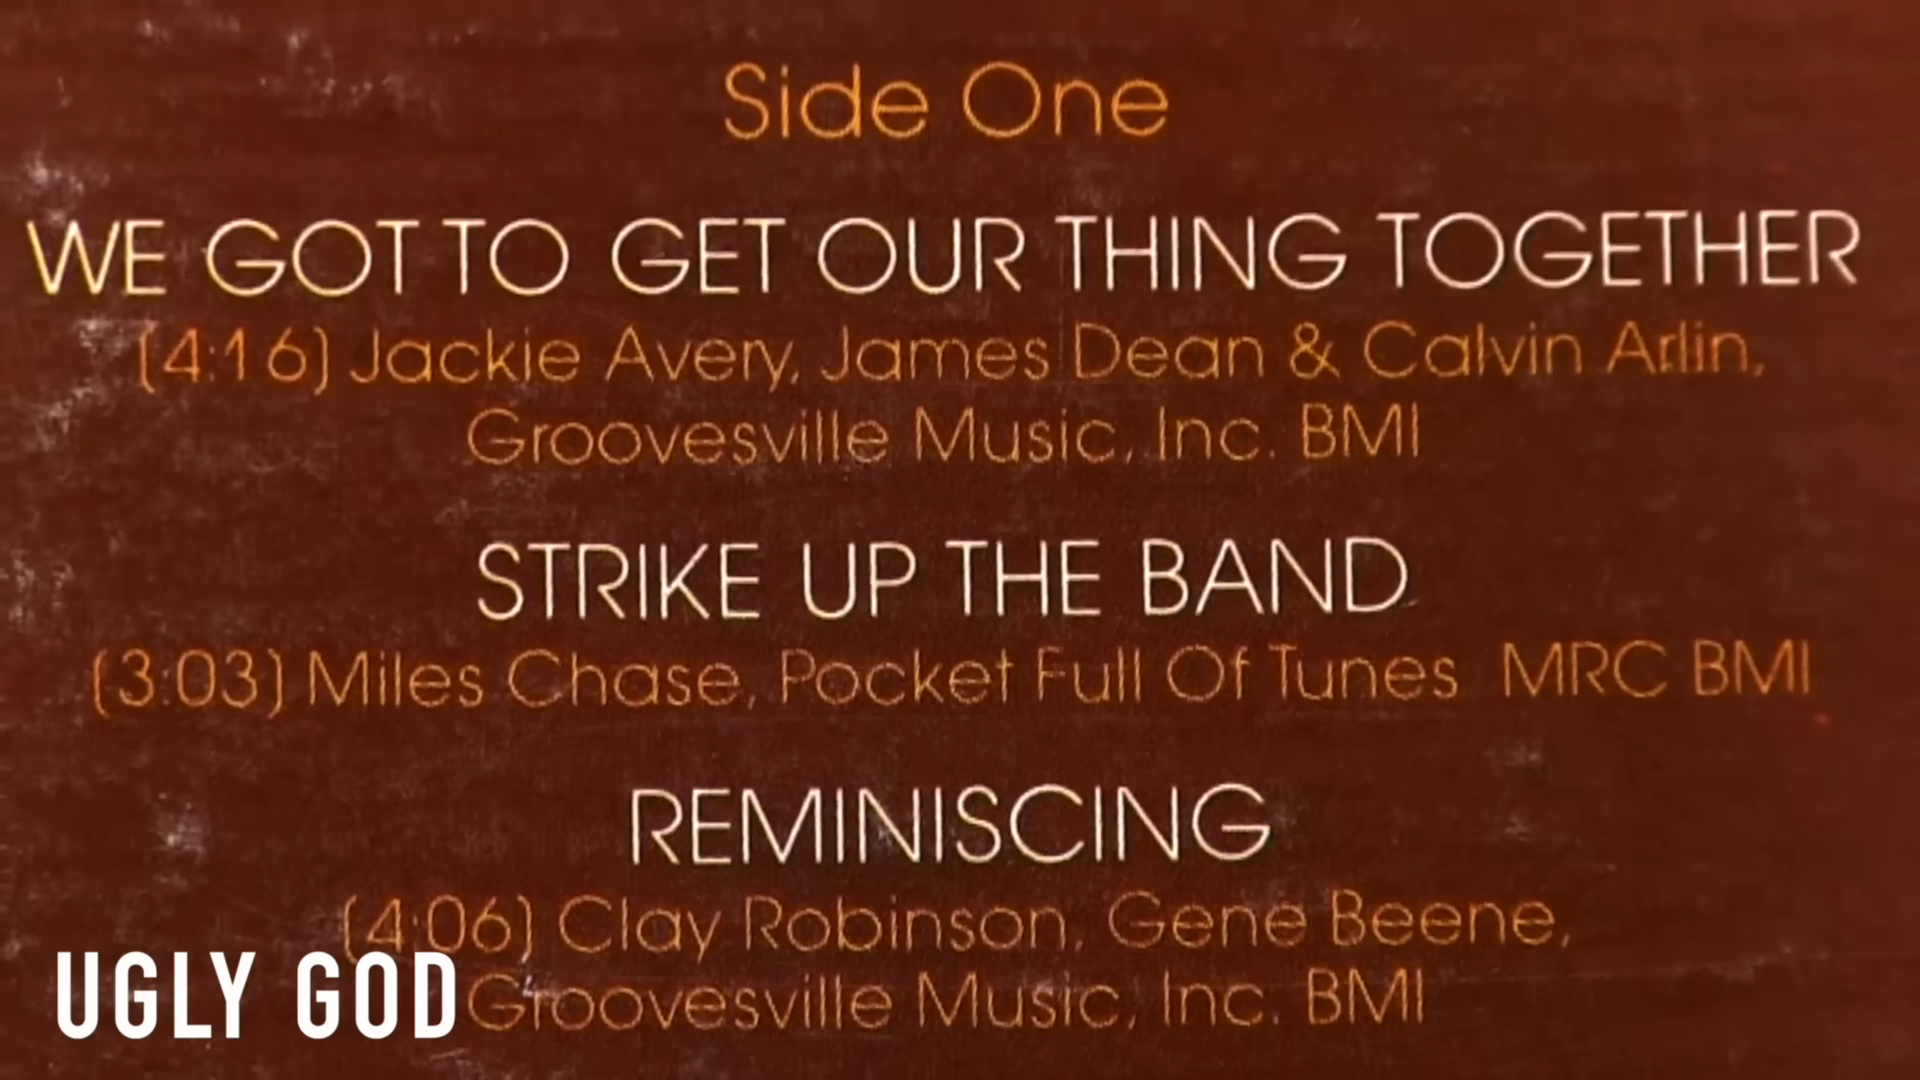 Side One
WE GOT TO GET OUR THING TOGETHER
(4:16) Jackie Avery, James Dean & Calvin Arlin,
Groovesville Music, Inc. BMI
STRIKE UP THE BAND
(3:03) Miles Chase, Pocket Full Of Tunes MRC BMI
REMINISCING
(4:06) Clay Robinson, Gene Beene,
Groovesville Music, Inc. BMI
UGLY GOD